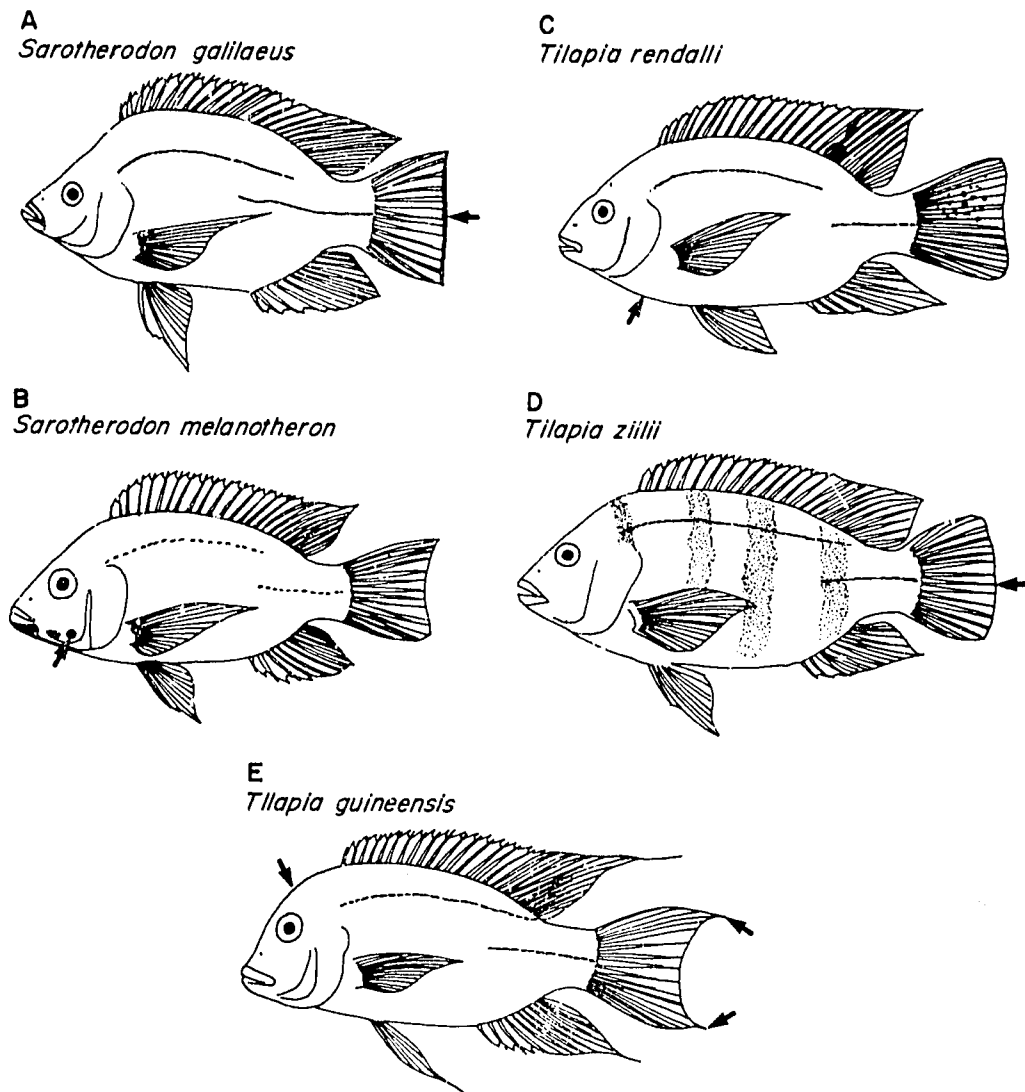 A
Sarotherodon galilaeus
C
Tilapia rendalli
B
Sarotherodon melanotheron
D
Tilapia ziilii
E
Tilapia guineensis